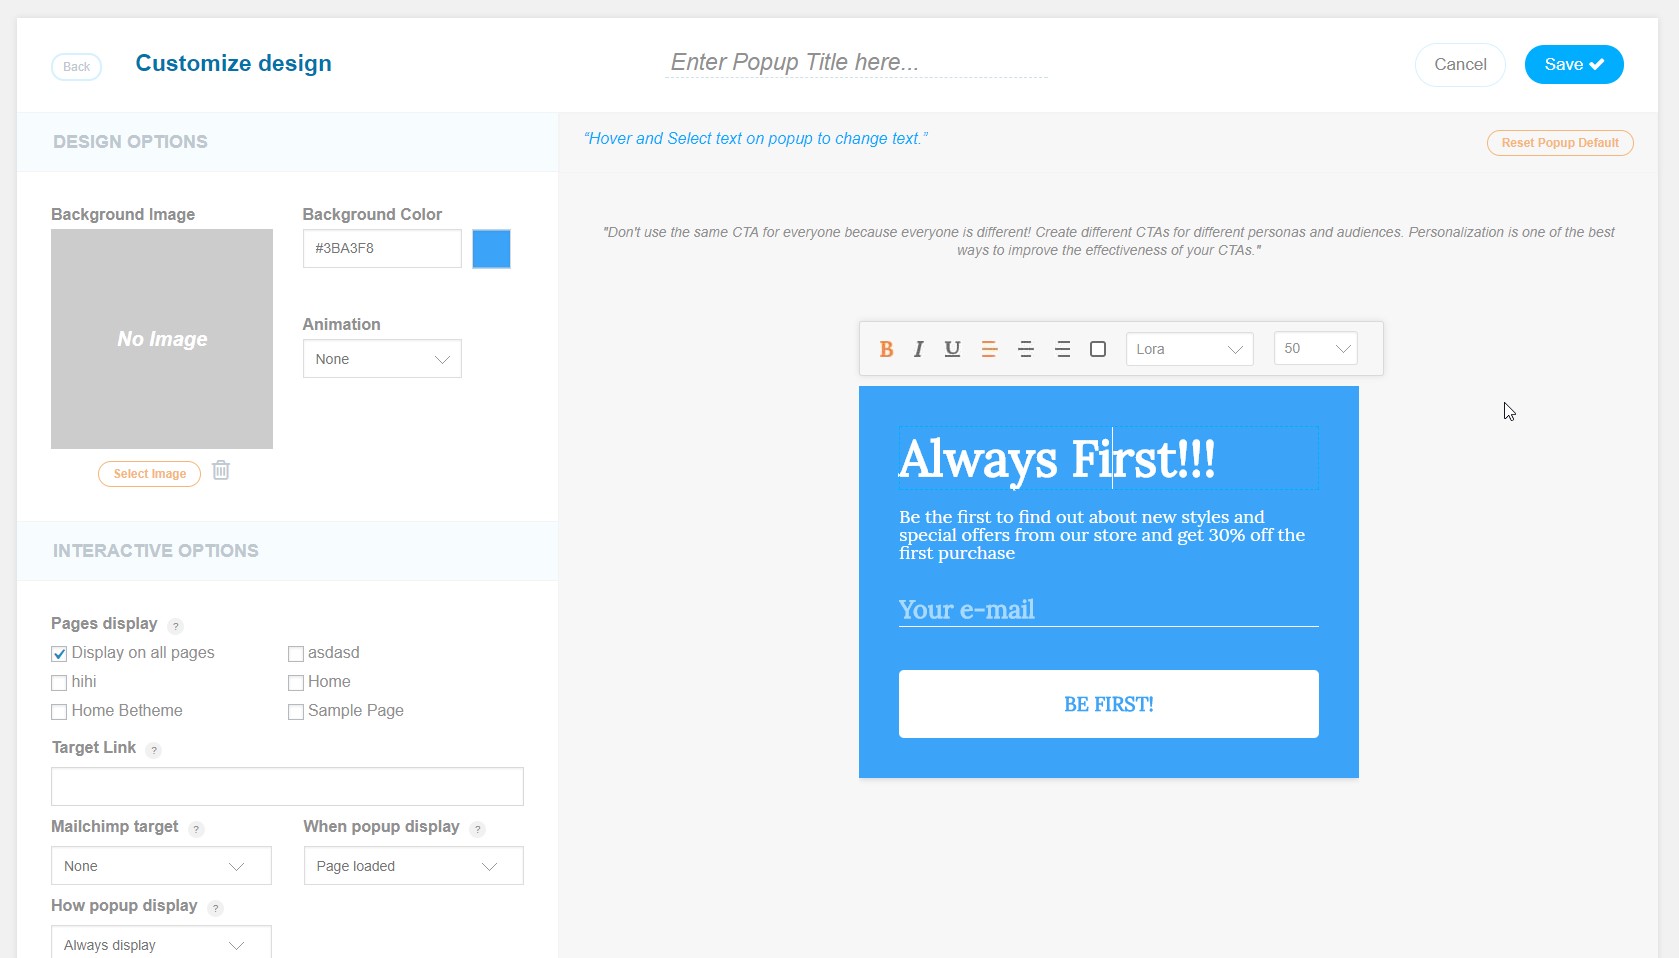 Back
Customize design
Enter Popup Title here...
Cancel
Save
DESIGN OPTIONS
“Hover and Select text on popup to change text.”
Reset Popup Default
Background Image
Background Color
No Image
#3BA3F8
Animation
None
Select Image
"Don't use the same CTA for everyone because everyone is different! Create different CTAs for different personas and audiences. Personalization is one of the best
ways to improve the effectiveness of your CTAs."
B I U
Lora
50
Always First!!!
Be the first to find out about new styles and
special offers from our store and get 30% off the
first purchase
Your e-mail
BE FIRST!
INTERACTIVE OPTIONS
Pages display ?
Display on all pages
asdasd
hihi
Home
Home Betheme
Sample Page
Target Link ?
Mailchimp target ?
When popup display ?
None
Page loaded
How popup display ?
Always display